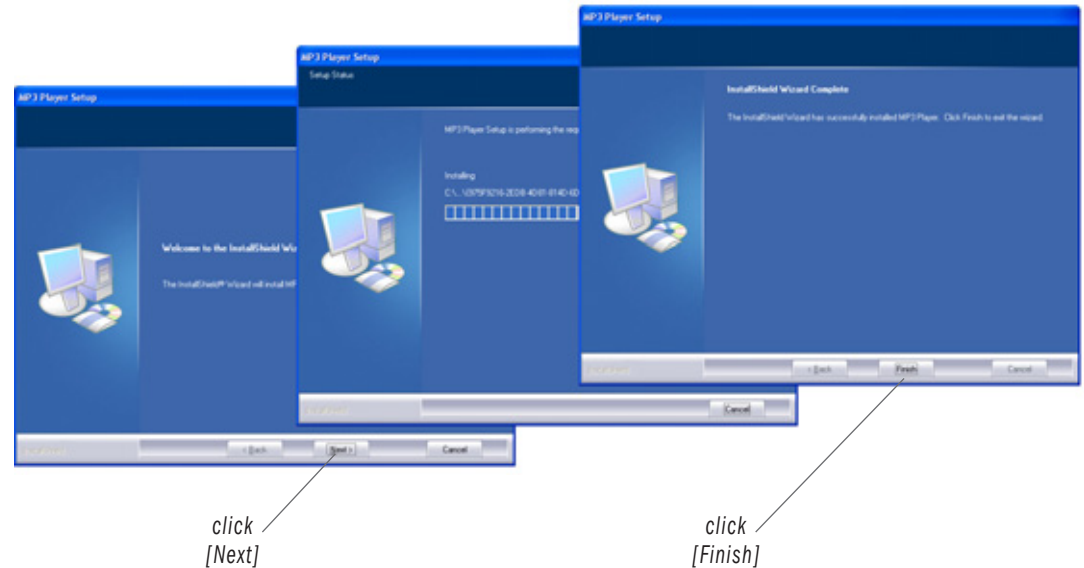 MP3 Player Setup
Welcome to the InstallShield Wiz
The InstallShield® Wizard will install MP
< Back
Next >
Cancel
MP3 Player Setup
Setup Status
MP3 Player Setup is performing the req
Installing
Cancel
MP3 Player Setup
InstallShield Wizard Complete
The InstallShield Wizard has successfully installed MP3 Player. Click Finish to exit the wizard.
InstallShield
< Back
Finish
Cancel
click
[Next]
click
[Finish]